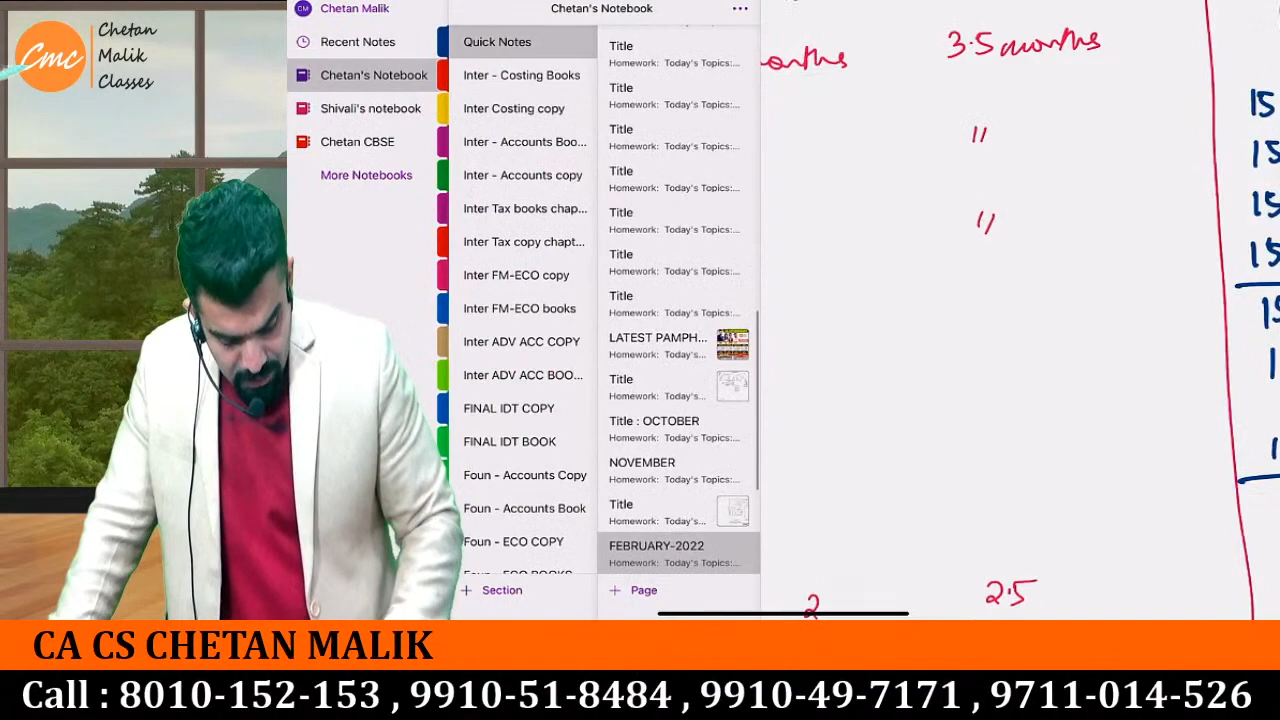 Cmc
Chetan
Malik
Classes
CM Chetan Malik
Recent Notes
Chetan's Notebook
Shivali's notebook
Chetan CBSE
More Notebooks
Chetan's Notebook
Quick Notes
Inter - Costing Books
Inter Costing copy
Inter - Accounts Boo...
Inter - Accounts copy
Inter Tax books chap...
Inter Tax copy chapt...
Inter FM-ECO copy
Inter FM-ECO books
Inter ADV ACC COPY
Inter ADV ACC BOO...
FINAL IDT COPY
FINAL IDT BOOK
Foun - Accounts Copy
Foun - Accounts Book
Foun - ECO COPY
+ Section
Title
Homework: Today's Topics:...
Title
Homework: Today's Topics:...
Title
Homework: Today's Topics:...
Title
Homework: Today's Topics:...
Title
Homework: Today's Topics:...
Title
Homework: Today's Topics:...
Title
Homework: Today's Topics:...
LATEST PAMPH...
Homework: Today's...
Title
Homework: Today's...
Title : OCTOBER
Homework: Today's Topics:...
NOVEMBER
Homework: Today's Topics:...
Title
Homework: Today's...
FEBRUARY-2022
Homework: Today's Topics:...
+ Page
onths 3.5 months
"
"
2 2.5
15
15
15
15
CA CS CHETAN MALIK
Call : 8010-152-153 , 9910-51-8484 , 9910-49-7171 , 9711-014-526